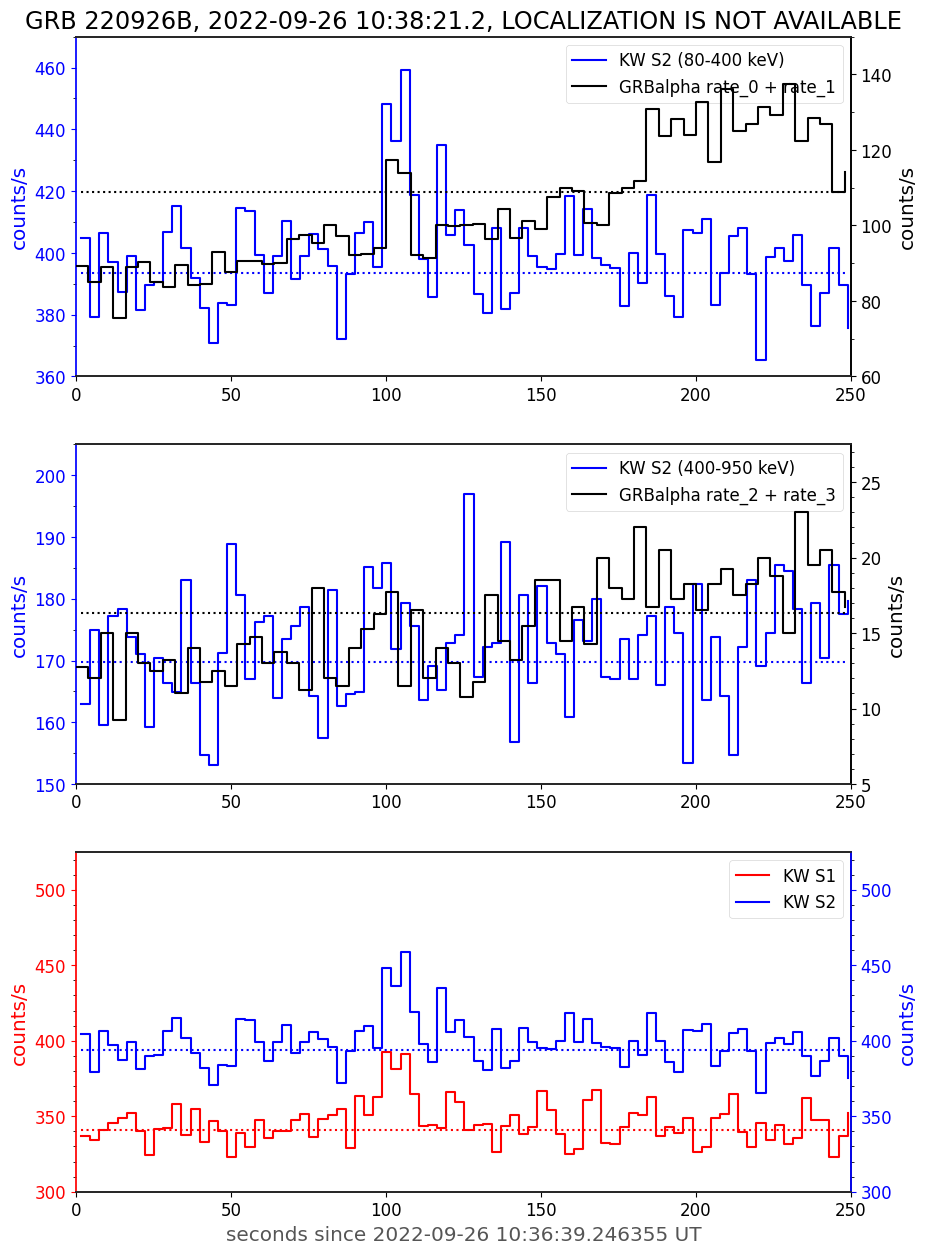 GRB 220926B, 2022-09-26 10:38:21.2, LOCALIZATION IS NOT AVAILABLE
KW S2 (80-400 keV)
GRBalpha rate_0 + rate_1
counts/s
460
440
420
400
380
360
140
120
100
80
60
counts/s
0 50 100 150 200 250
KW S2 (400-950 keV)
GRBalpha rate_2 + rate_3
counts/s
200
190
180
170
160
150
25
20
15
10
5
counts/s
0 50 100 150 200 250
KW S1
KW S2
counts/s
500
450
400
350
300
500
450
400
350
300
counts/s
0 50 100 150 200 250
seconds since 2022-09-26 10:36:39.246355 UT